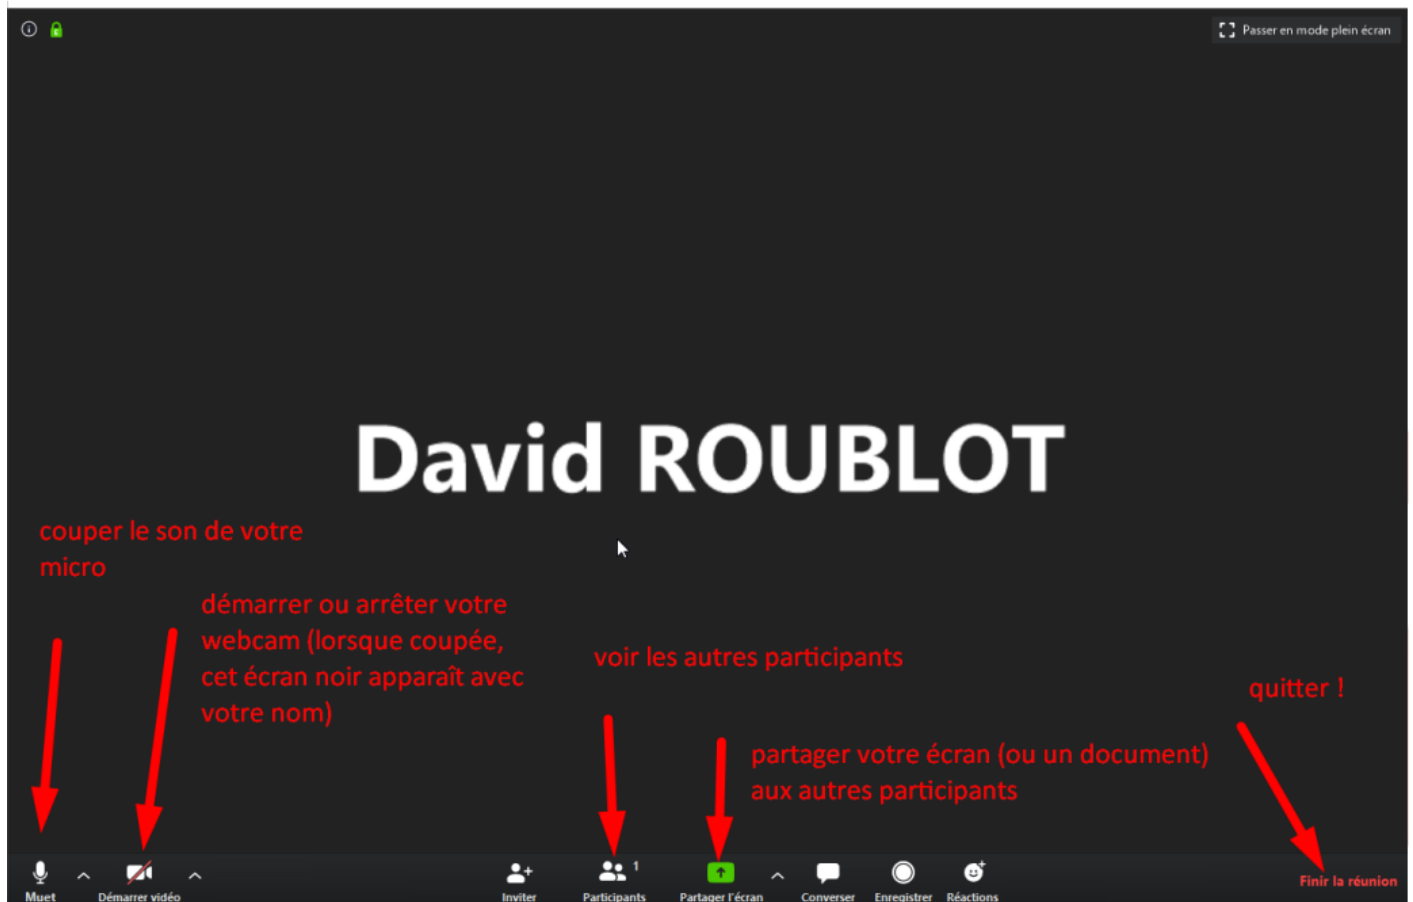 Passer en mode plein écran
David ROUBLOT
couper le son de votre
micro
démarrer ou arrêter votre
webcam (lorsque coupée,
cet écran noir apparaît avec
votre nom)
voir les autres participants
quitter !
partager votre écran (ou un document)
aux autres participants
1
Muet
Démarrer vidéo
Inviter
Participants
Partager l'écran
Converser
Enregistrer
Réactions
Finir la réunion